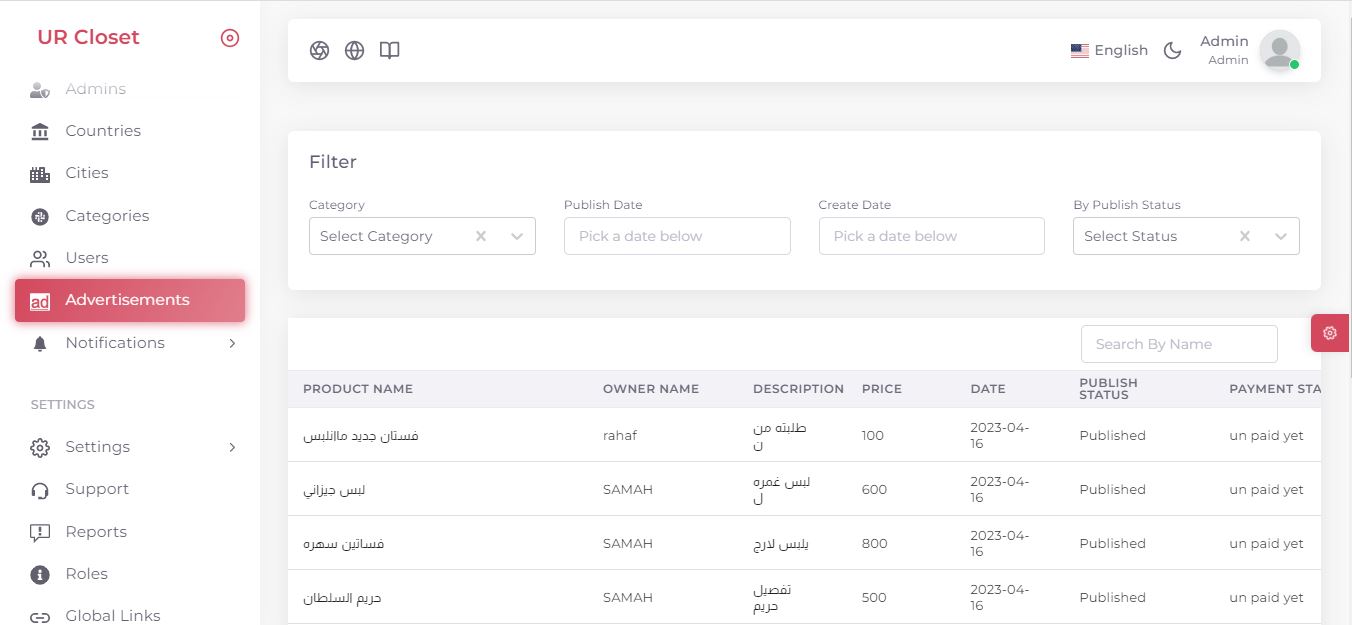 UR Closet
Admins
Countries
Cities
Categories
Users
ad Advertisements
Notifications
SETTINGS
Settings
Support
Reports
Roles
Global Links
English
Admin
Admin
Filter
Category
Publish Date
Create Date
By Publish Status
Select Category
Pick a date below
Pick a date below
Select Status
Search By Name
PRODUCT NAME OWNER NAME DESCRIPTION PRICE DATE PUBLISH STATUS PAYMENT STA
فستان جديد ماانلبس rahaf طلبته من ن 100 2023-04-16 Published un paid yet
لبس جيزاني SAMAH لبس غمره ل 600 2023-04-16 Published un paid yet
فساتين سهره SAMAH يلبس لارج 800 2023-04-16 Published un paid yet
حريم السلطان SAMAH تفصيل حريم 500 2023-04-16 Published un paid yet